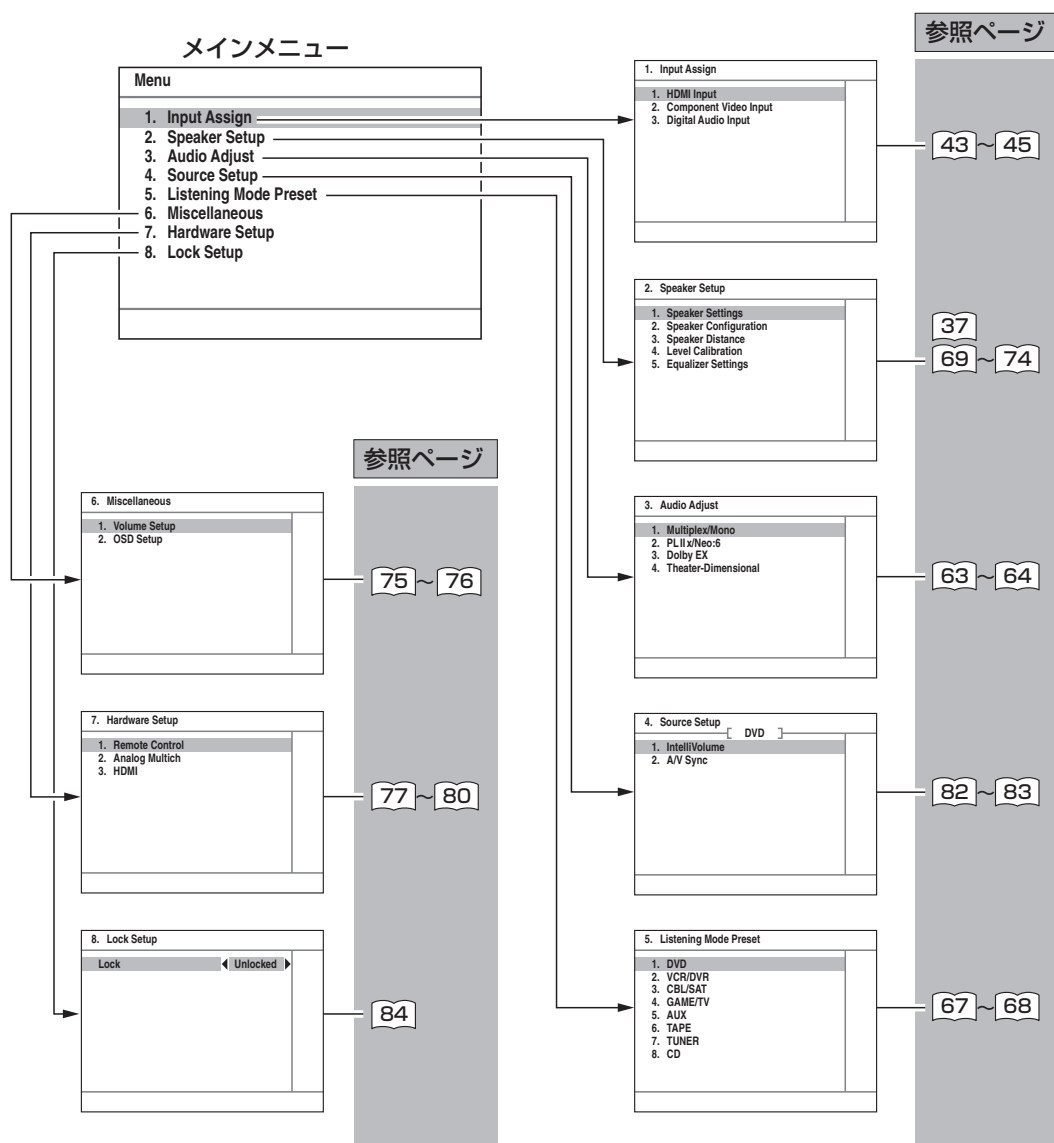 メインメニュー
Menu
1. Input Assign
2. Speaker Setup
3. Audio Adjust
4. Source Setup
5. Listening Mode Preset
6. Miscellaneous
7. Hardware Setup
8. Lock Setup
参照ページ
1. Input Assign
1. HDMI Input
2. Component Video Input
3. Digital Audio Input
43～45
2. Speaker Setup
1. Speaker Settings
2. Speaker Configuration
3. Speaker Distance
4. Level Calibration
5. Equalizer Settings
37
69～74
3. Audio Adjust
1. Multiplex/Mono
2. PLII x/Neo:6
3. Dolby EX
4. Theater-Dimensional
63～64
4. Source Setup
DVD
1. IntelliVolume
2. A/V Sync
82～83
5. Listening Mode Preset
1. DVD
2. VCR/DVR
3. CBL/SAT
4. GAME/TV
5. AUX
6. TAPE
7. TUNER
8. CD
67～68
参照ページ
6. Miscellaneous
1. Volume Setup
2. OSD Setup
75～76
7. Hardware Setup
1. Remote Control
2. Analog Multich
3. HDMI
77～80
8. Lock Setup
Lock Unlocked
84